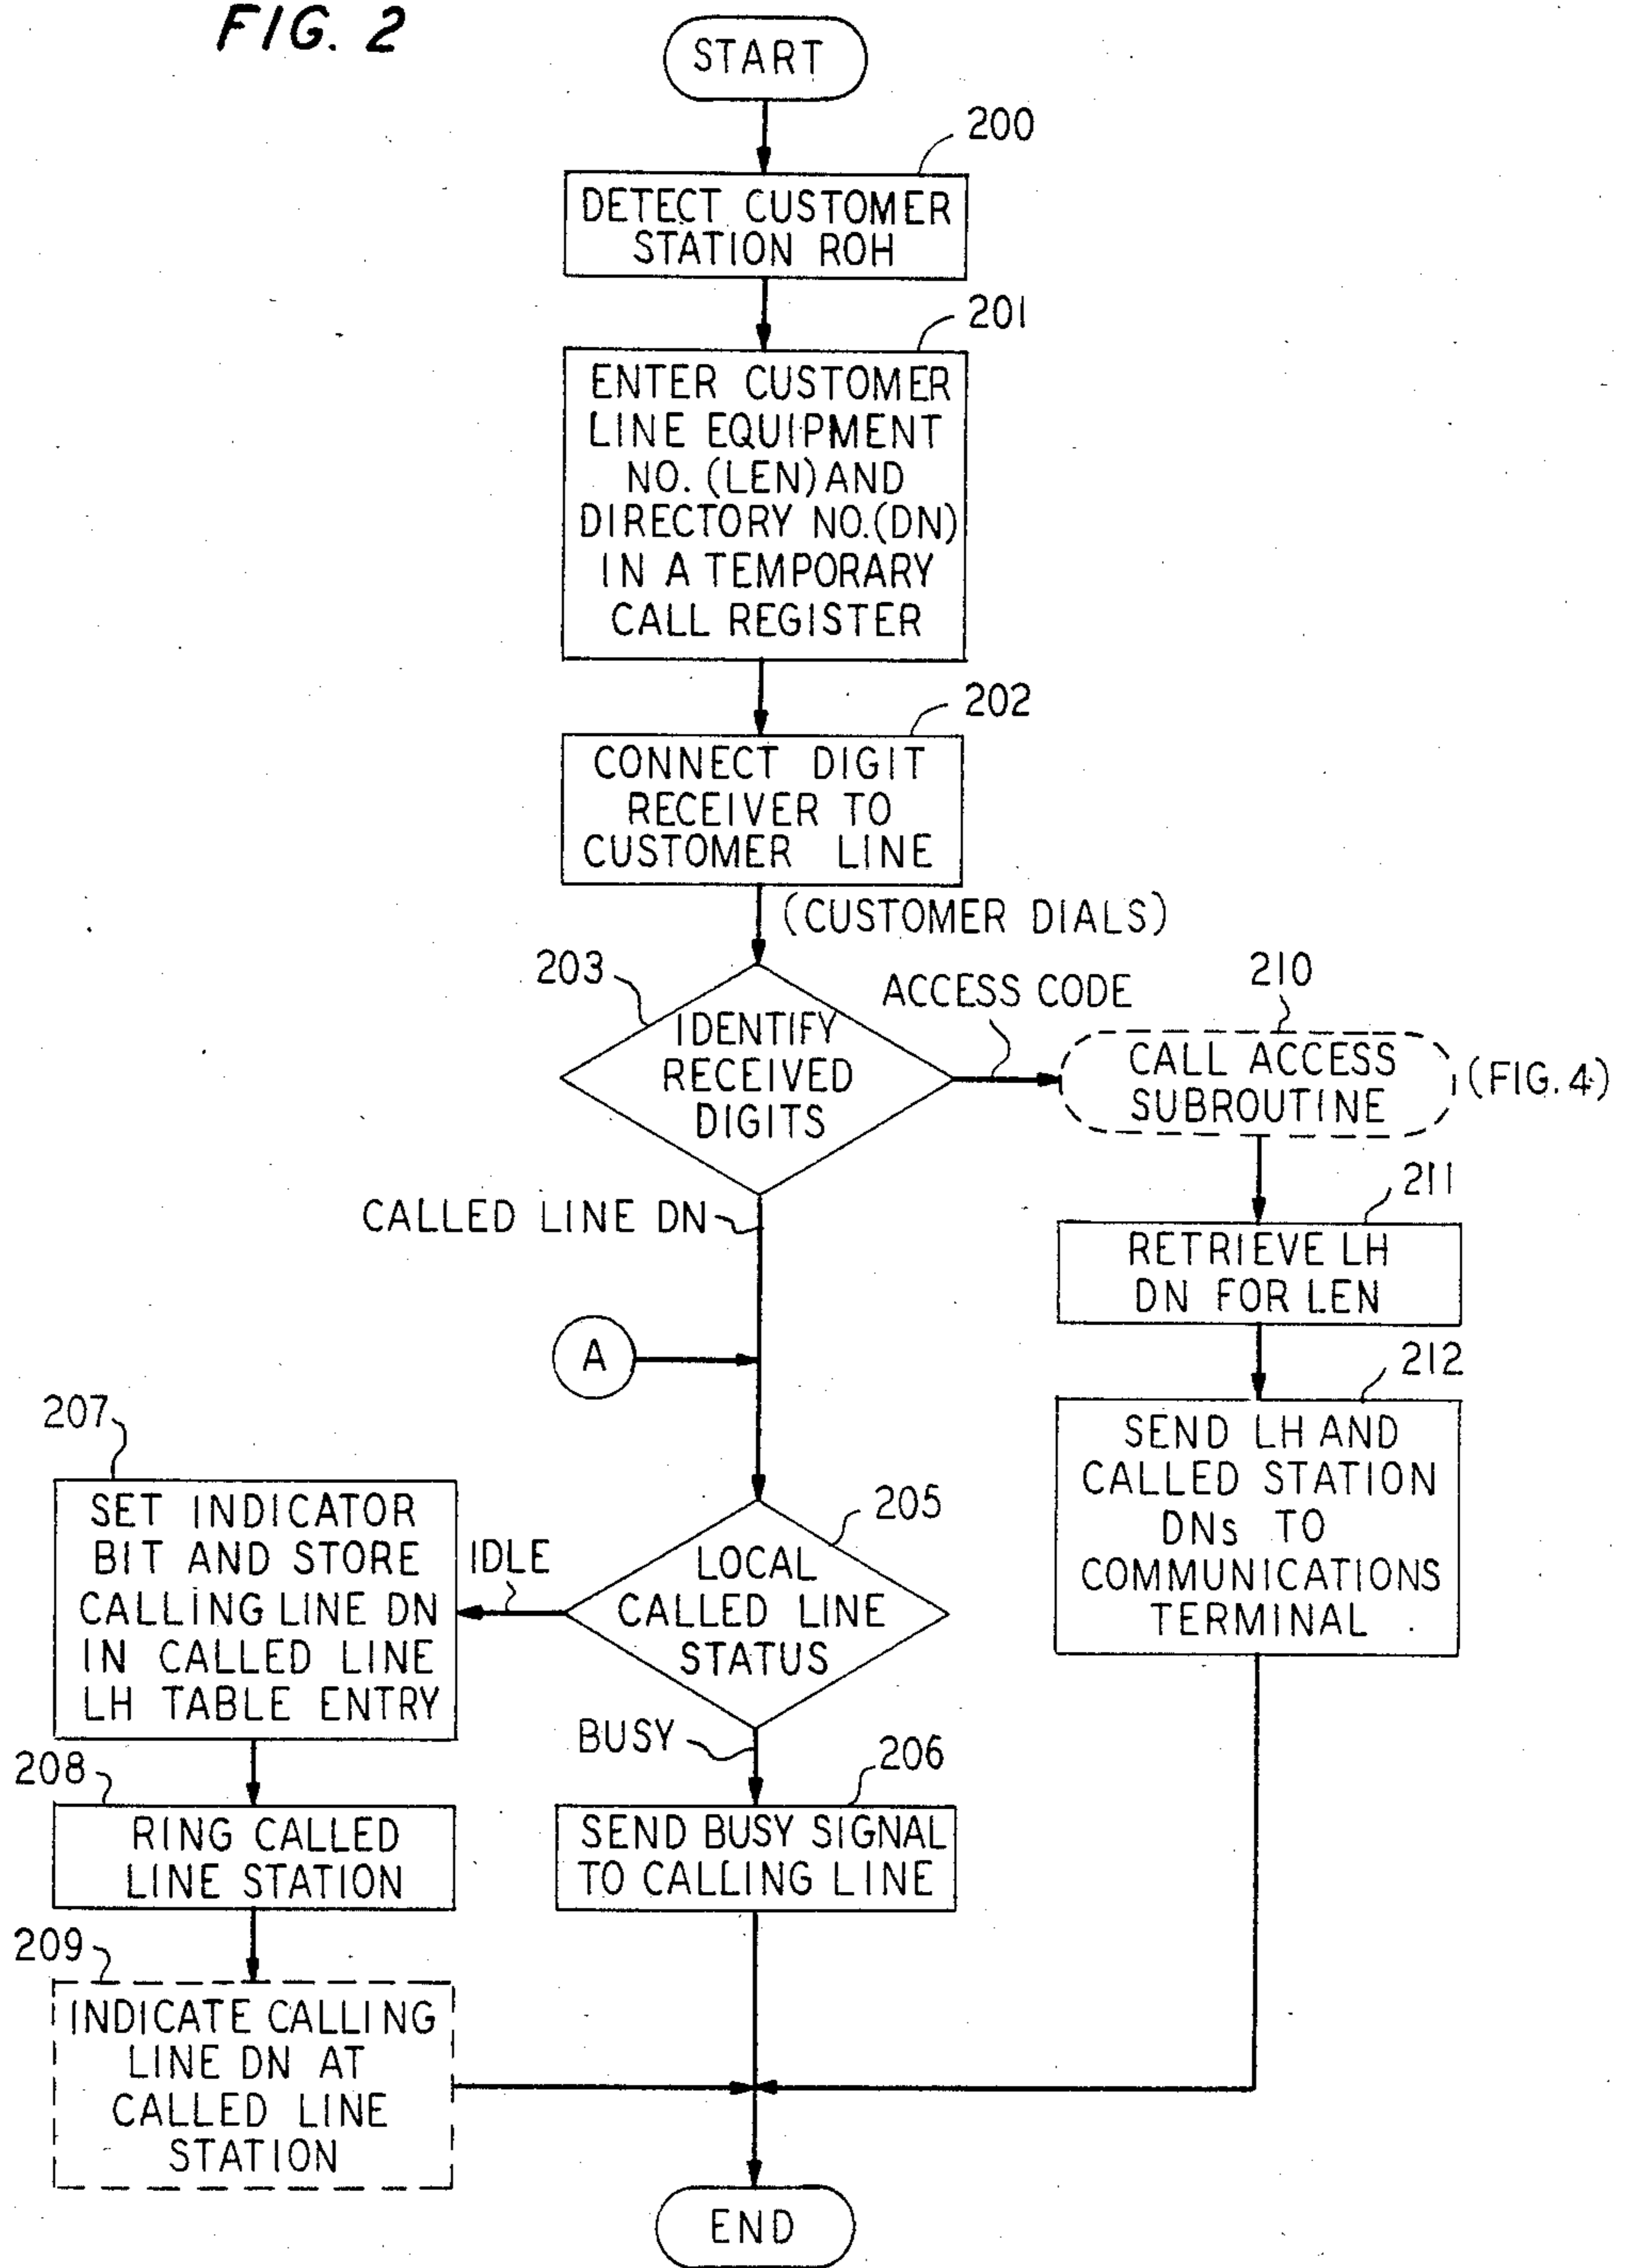 FIG. 2
START
200
DETECT CUSTOMER
STATION ROH
201
ENTER CUSTOMER
LINE EQUIPMENT
NO. (LEN) AND
DIRECTORY NO. (DN)
IN A TEMPORARY
CALL REGISTER
202
CONNECT DIGIT
RECEIVER TO
CUSTOMER LINE
(CUSTOMER DIALS)
203
IDENTIFY
RECEIVED
DIGITS
ACCESS CODE
210
CALL ACCESS
SUBROUTINE
(FIG. 4)
CALLED LINE DN
211
RETRIEVE LH
DN FOR LEN
A
212
SEND LH AND
CALLED STATION
DNs TO
COMMUNICATIONS
TERMINAL
205
LOCAL
CALLED LINE
STATUS
IDLE
207
SET INDICATOR
BIT AND STORE
CALLING LINE DN
IN CALLED LINE
LH TABLE ENTRY
BUSY
206
SEND BUSY SIGNAL
TO CALLING LINE
208
RING CALLED
LINE STATION
209
INDICATE CALLING
LINE DN AT
CALLED LINE
STATION
END